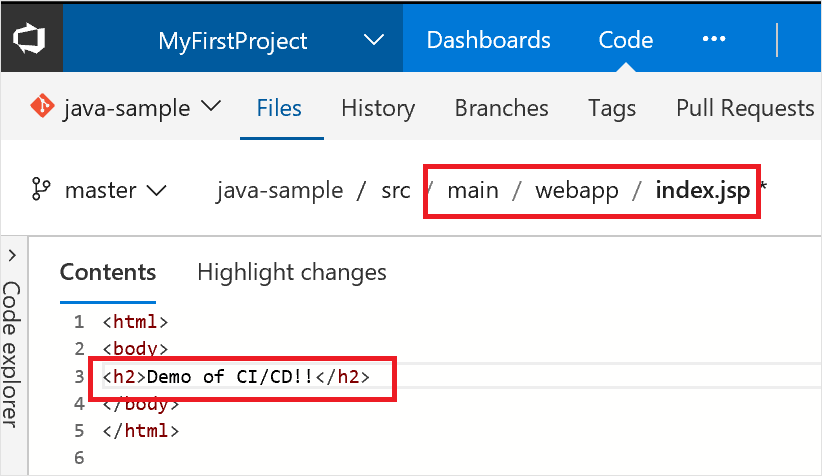 MyFirstProject Dashboards Code ···
java-sample Files History Branches Tags Pull Requests
master java-sample / src / main / webapp / index.jsp *
Contents Highlight changes
Code explorer
1 <html>
2 <body>
3 <h2>Demo of CI/CD!!</h2>
4 </body>
5 </html>
6